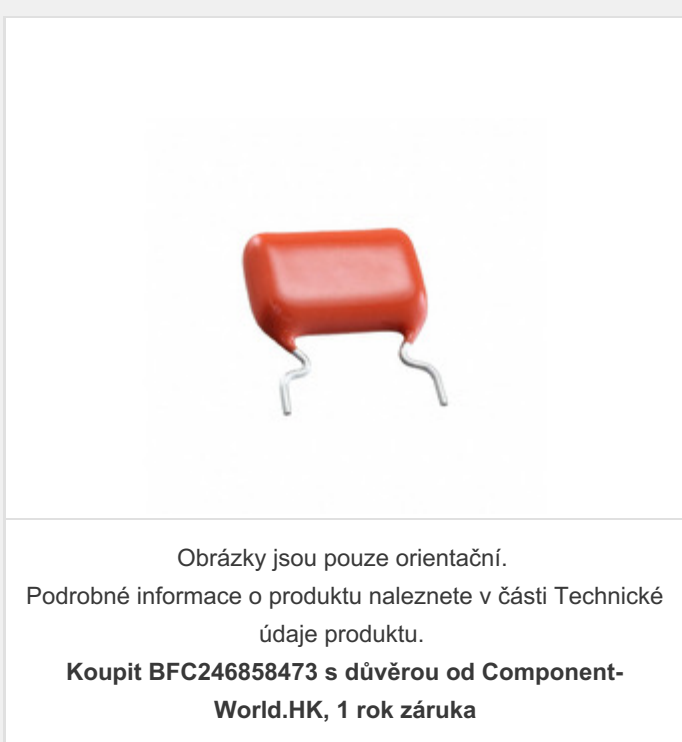 Obrázky jsou pouze orientační.
Podrobné informace o produktu naleznete v části Technické
údaje produktu.
Koupit BFC246858473 s důvěrou od Component-
World.HK, 1 rok záruka